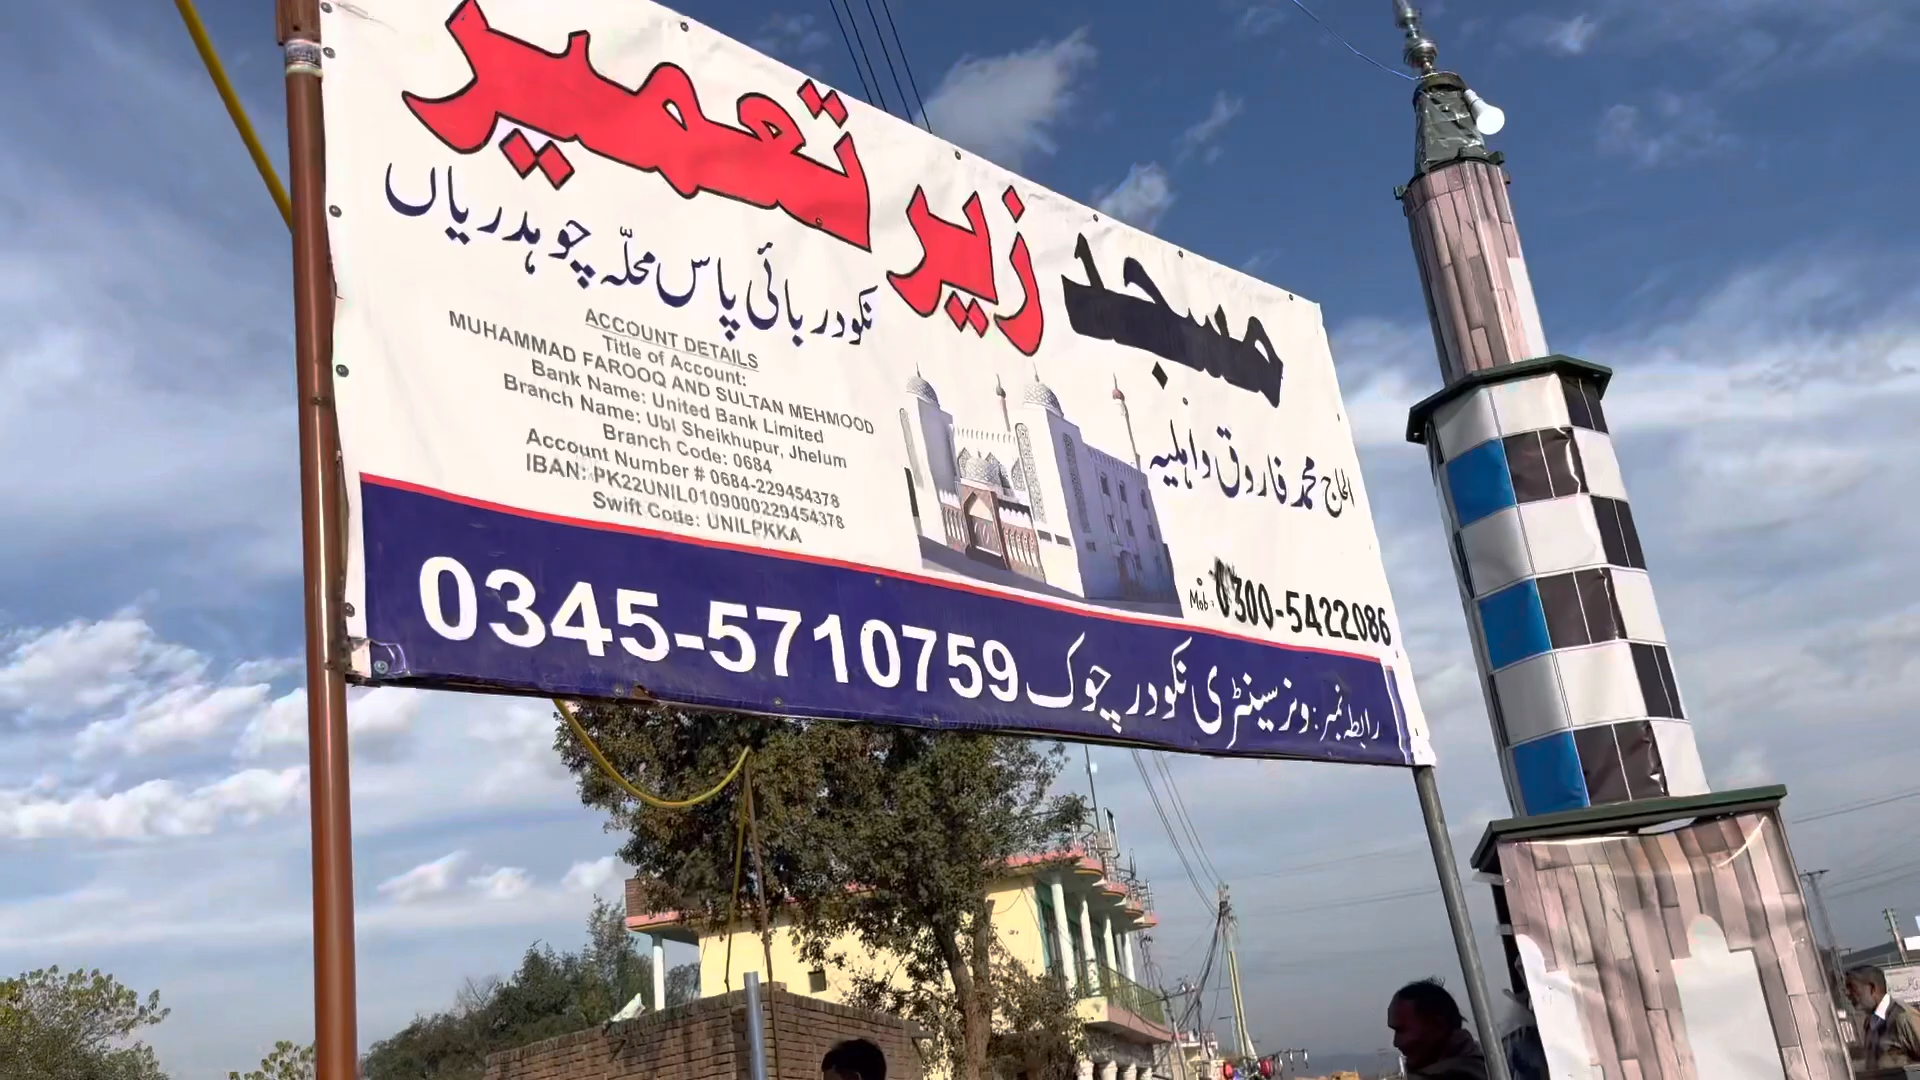 مسجد زیر تعمیر
نکودر بائی پاس محلّہ چوہدریاں
ACCOUNT DETAILS
Title of Account:
MUHAMMAD FAROOQ AND SULTAN MEHMOOD
Bank Name: United Bank Limited
Branch Name: Ubl Sheikhupur, Jhelum
Branch Code: 0684
Account Number # 0684-229454378
IBAN: PK22UNIL0109000229454378
Swift Code: UNILPKKA
الحاج محمد فاروق واہلیہ
Mob: 0300-5422086
رابطہ نمبر: ونز سینٹری نکودر چوک 0345-5710759